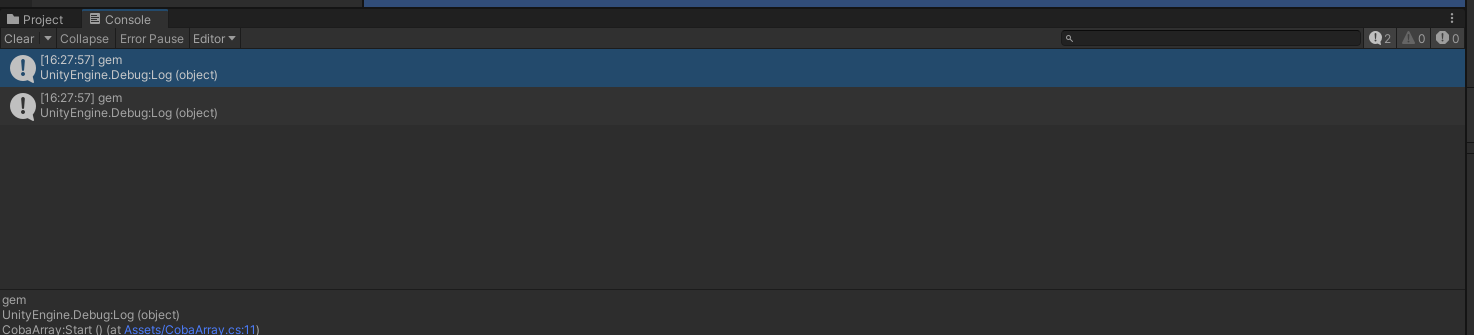 Project Console
Clear Collapse Error Pause Editor 2 0 0
[16:27:57] gem
UnityEngine.Debug:Log (object)
[16:27:57] gem
UnityEngine.Debug:Log (object)
gem
UnityEngine.Debug:Log (object)
CobaArray:Start () (at Assets/CobaArray.cs:11)